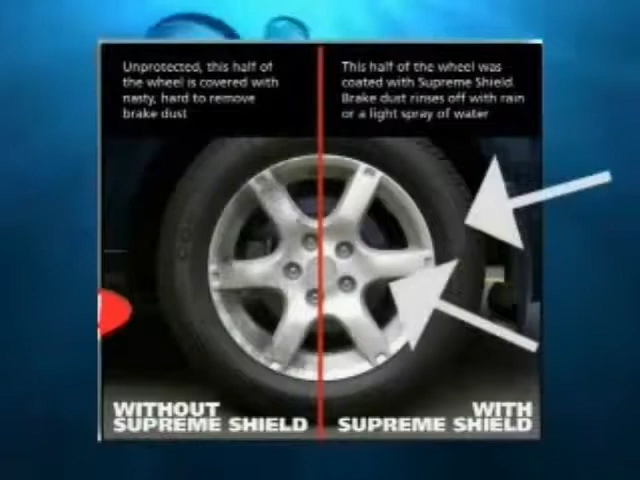 Unprotected, this half of
the wheel is covered with
nasty, hard to remove
brake dust
This half of the wheel was
coated with Supreme Shield.
Brake dust rinses off with rain
or a light spray of water
WITHOUT
SUPREME SHIELD
WITH
SUPREME SHIELD